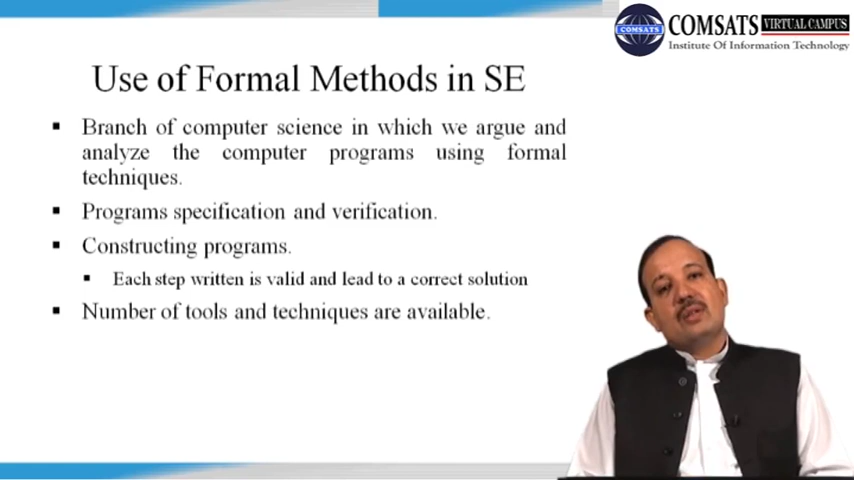 COMSATS
COMSATS VIRTUAL CAMPUS
Institute Of Information Technology
Use of Formal Methods in SE
▪ Branch of computer science in which we argue and
analyze the computer programs using formal
techniques.
▪ Programs specification and verification.
▪ Constructing programs.
▪ Each step written is valid and lead to a correct solution
▪ Number of tools and techniques are available.